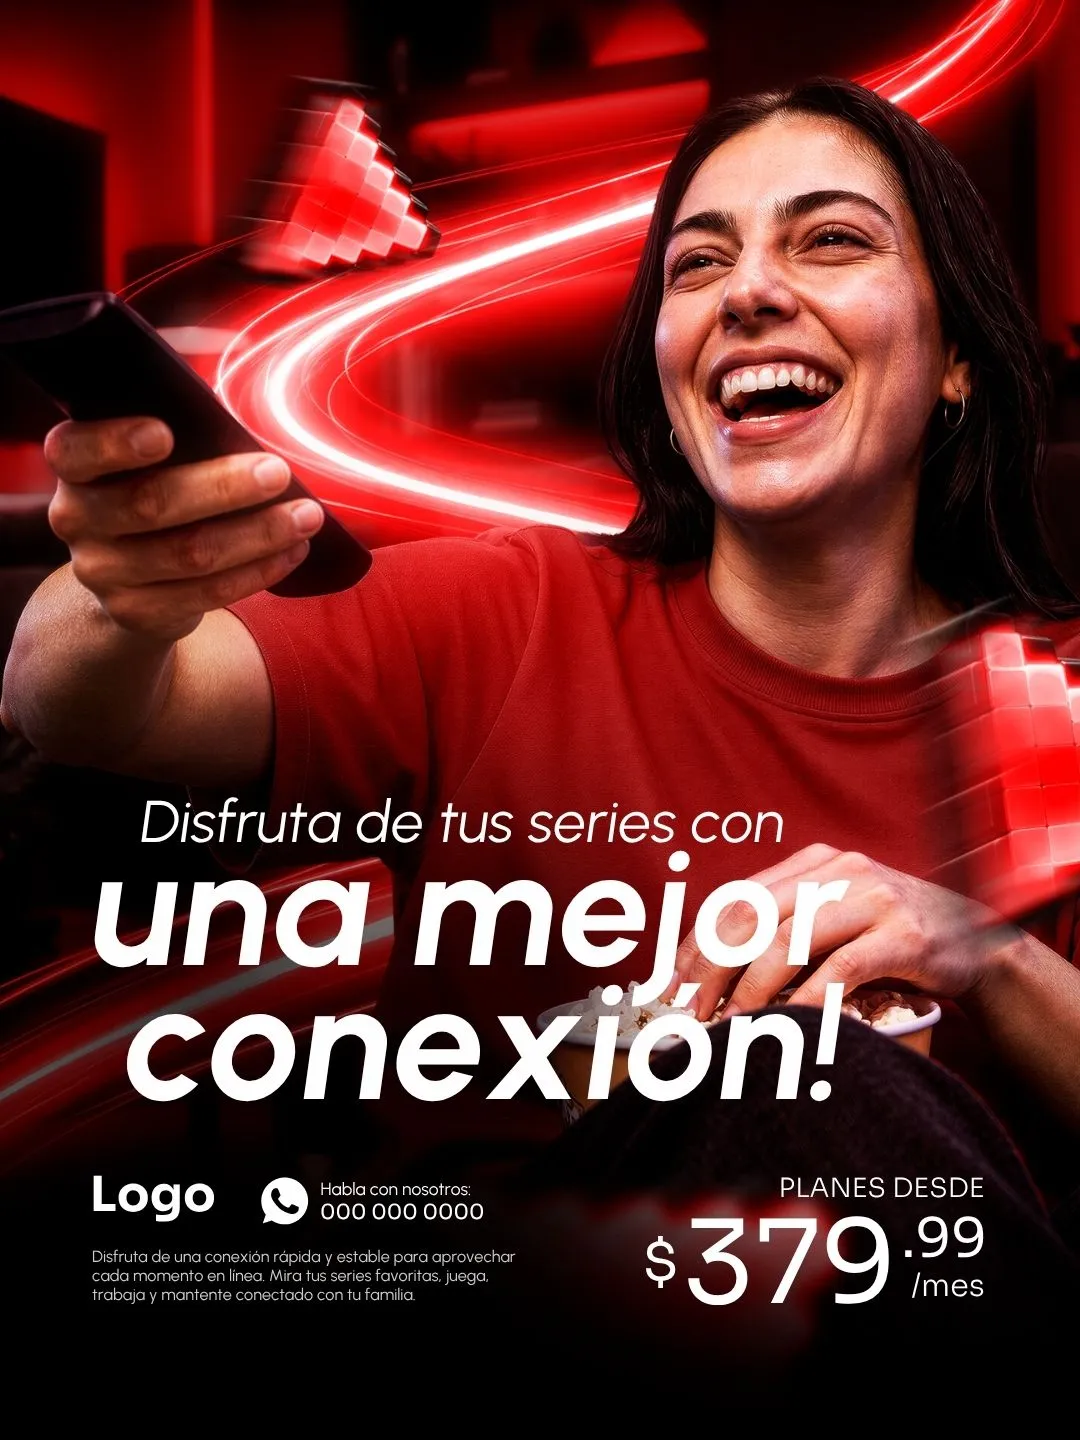 Disfruta de tus series con
una mejor
conexión!
Logo
Habla con nosotros:
000 000 0000
Disfruta de una conexión rápida y estable para aprovechar
cada momento en línea. Mira tus series favoritas, juega,
trabaja y mantente conectado con tu familia.
PLANES DESDE
$379.99
/mes